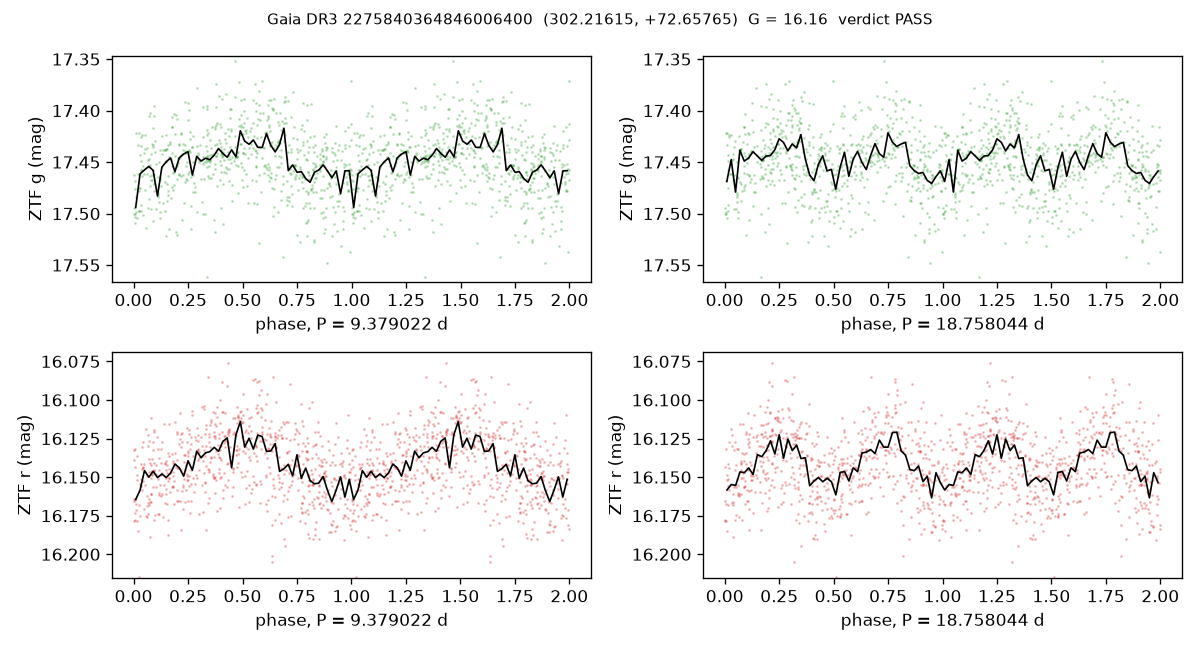 Gaia DR3 2275840364846006400  (302.21615, +72.65765)  G = 16.16  verdict PASS
17.35
17.40
17.45
17.50
17.55
ZTF g (mag)
0.00 0.25 0.50 0.75 1.00 1.25 1.50 1.75 2.00
phase, P = 9.379022 d
17.35
17.40
17.45
17.50
17.55
ZTF g (mag)
0.00 0.25 0.50 0.75 1.00 1.25 1.50 1.75 2.00
phase, P = 18.758044 d
16.075
16.100
16.125
16.150
16.175
16.200
ZTF r (mag)
0.00 0.25 0.50 0.75 1.00 1.25 1.50 1.75 2.00
phase, P = 9.379022 d
16.075
16.100
16.125
16.150
16.175
16.200
ZTF r (mag)
0.00 0.25 0.50 0.75 1.00 1.25 1.50 1.75 2.00
phase, P = 18.758044 d